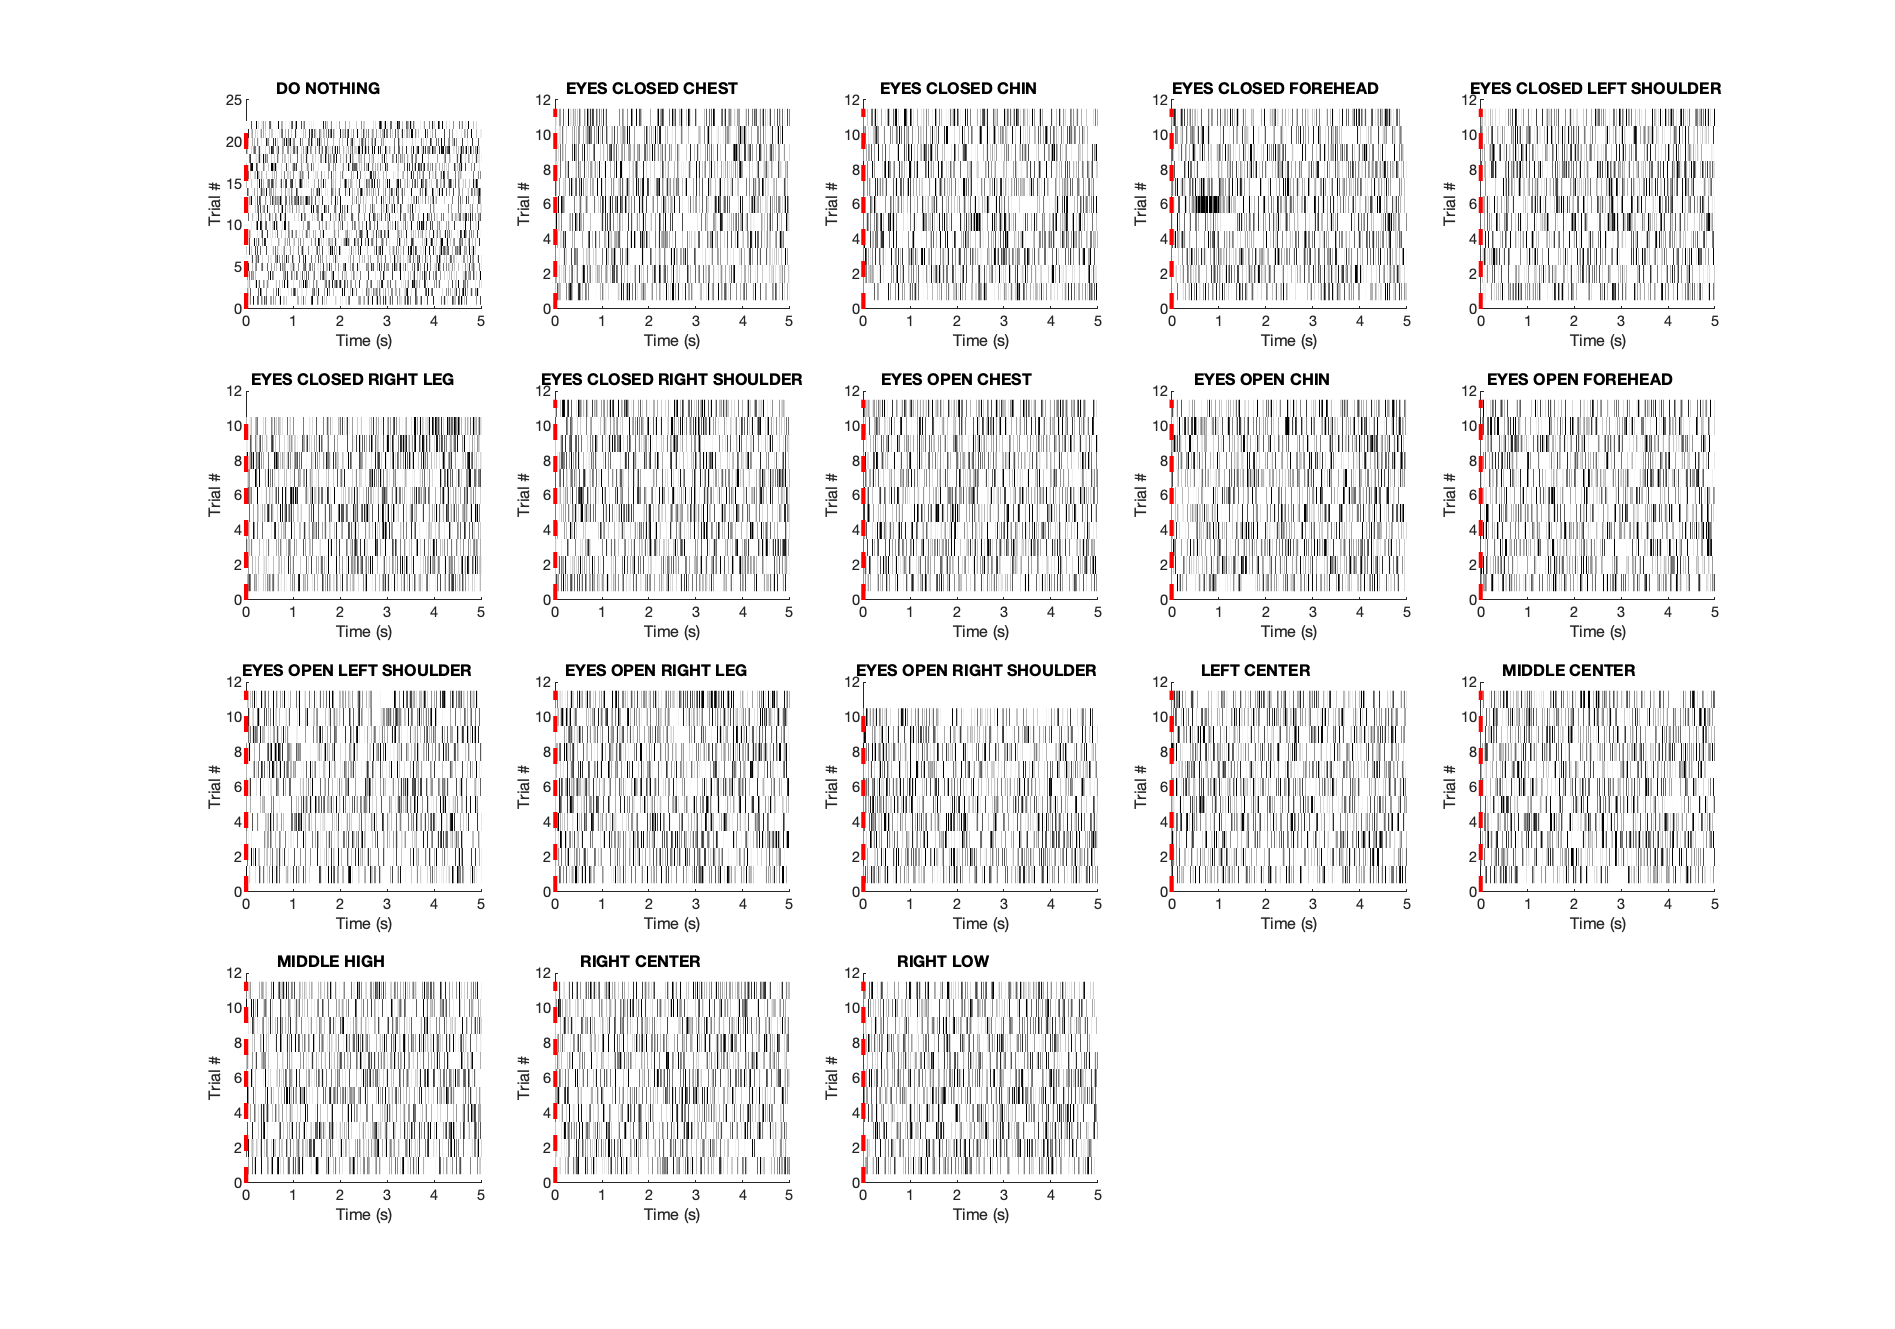 DO NOTHING
25
20
15
10
5
0
Trial #
0 1 2 3 4 5
Time (s)
EYES CLOSED CHEST
12
10
8
6
4
2
0
Trial #
0 1 2 3 4 5
Time (s)
EYES CLOSED CHIN
12
10
8
6
4
2
0
Trial #
0 1 2 3 4 5
Time (s)
EYES CLOSED FOREHEAD
12
10
8
6
4
2
0
Trial #
0 1 2 3 4 5
Time (s)
EYES CLOSED LEFT SHOULDER
12
10
8
6
4
2
0
Trial #
0 1 2 3 4 5
Time (s)
EYES CLOSED RIGHT LEG
12
10
8
6
4
2
0
Trial #
0 1 2 3 4 5
Time (s)
EYES CLOSED RIGHT SHOULDER
12
10
8
6
4
2
0
Trial #
0 1 2 3 4 5
Time (s)
EYES OPEN CHEST
12
10
8
6
4
2
0
Trial #
0 1 2 3 4 5
Time (s)
EYES OPEN CHIN
12
10
8
6
4
2
0
Trial #
0 1 2 3 4 5
Time (s)
EYES OPEN FOREHEAD
12
10
8
6
4
2
0
Trial #
0 1 2 3 4 5
Time (s)
EYES OPEN LEFT SHOULDER
12
10
8
6
4
2
0
Trial #
0 1 2 3 4 5
Time (s)
EYES OPEN RIGHT LEG
12
10
8
6
4
2
0
Trial #
0 1 2 3 4 5
Time (s)
EYES OPEN RIGHT SHOULDER
12
10
8
6
4
2
0
Trial #
0 1 2 3 4 5
Time (s)
LEFT CENTER
12
10
8
6
4
2
0
Trial #
0 1 2 3 4 5
Time (s)
MIDDLE CENTER
12
10
8
6
4
2
0
Trial #
0 1 2 3 4 5
Time (s)
MIDDLE HIGH
12
10
8
6
4
2
0
Trial #
0 1 2 3 4 5
Time (s)
RIGHT CENTER
12
10
8
6
4
2
0
Trial #
0 1 2 3 4 5
Time (s)
RIGHT LOW
12
10
8
6
4
2
0
Trial #
0 1 2 3 4 5
Time (s)